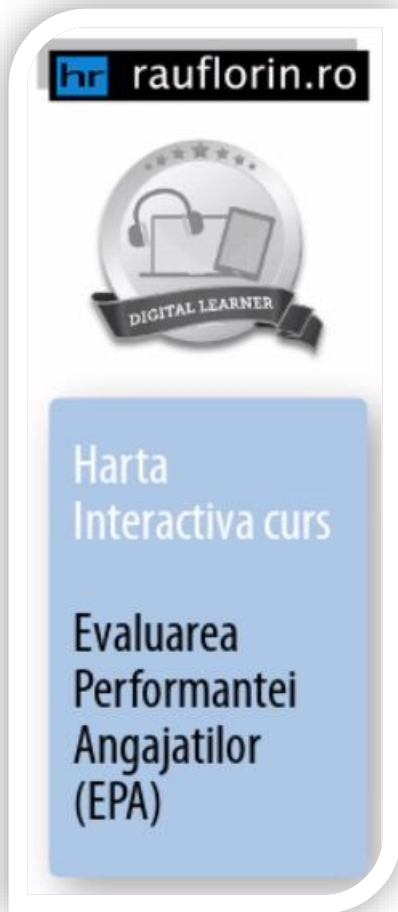 hr rauflorin.ro
DIGITAL LEARNER
Harta
Interactiva curs
Evaluarea
Performantei
Angajatilor
(EPA)